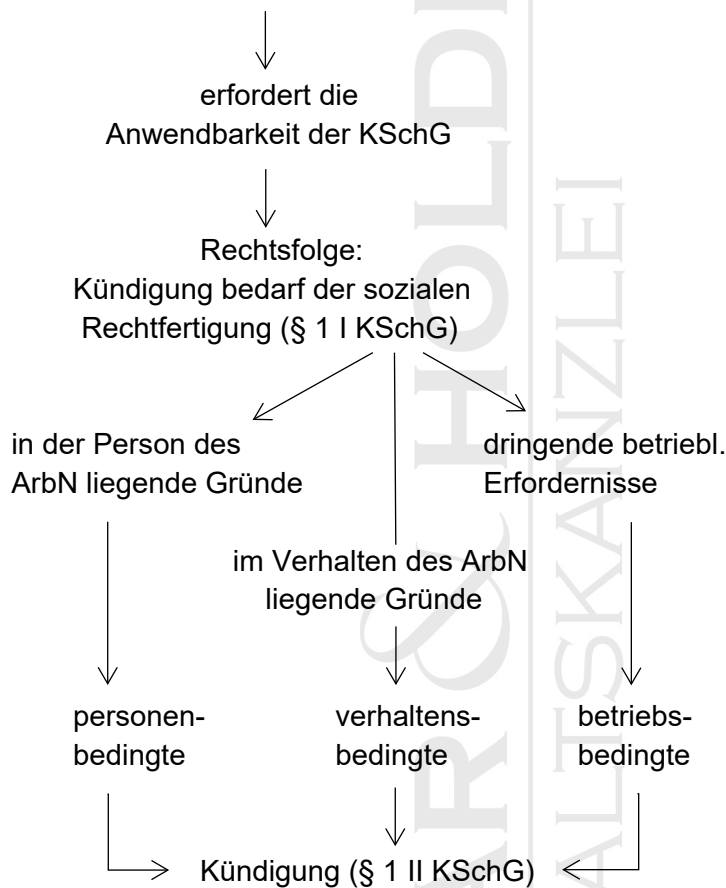 erfordert die
Anwendbarkeit der KSchG
Rechtsfolge:
Kündigung bedarf der sozialen
Rechtfertigung (§ 1 I KSchG)
in der Person des
ArbN liegende Gründe
dringende betriebl.
Erfordernisse
im Verhalten des ArbN
liegende Gründe
personen-
bedingte
verhaltens-
bedingte
betriebs-
bedingte
Kündigung (§ 1 II KSchG)